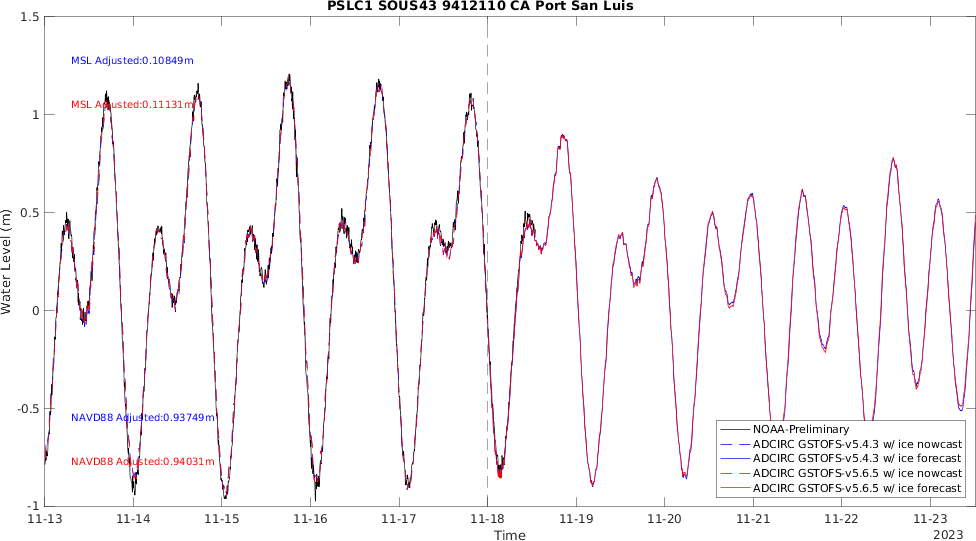 PSLC1 SOUS43 9412110 CA Port San Luis
1.5
MSL Adjusted:0.10849m
MSL Adjusted:0.11131m
1
0.5
Water Level (m)
0
-0.5
NAVD88 Adjusted:0.93749m
NAVD88 Adjusted:0.94031m
-1
NOAA-Preliminary
ADCIRC GSTOFS-v5.4.3 w/ ice nowcast
ADCIRC GSTOFS-v5.4.3 w/ ice forecast
ADCIRC GSTOFS-v5.6.5 w/ ice nowcast
ADCIRC GSTOFS-v5.6.5 w/ ice forecast
11-13 11-14 11-15 11-16 11-17 11-18 11-19 11-20 11-21 11-22 11-23
Time
2023